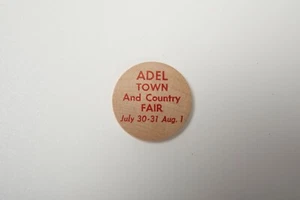 ADEL
TOWN
And Country
FAIR
July 30-31 Aug. 1